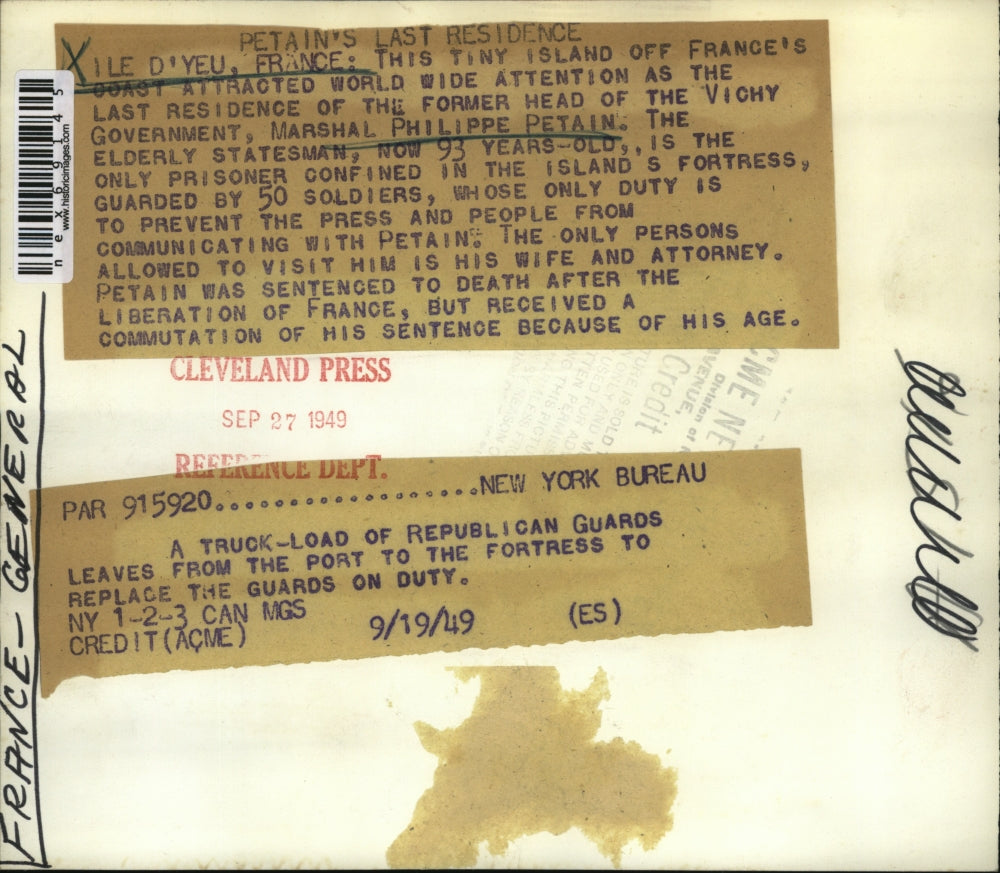 PETAIN'S LAST RESIDENCE
X ILE D'YEU, FRANCE: THIS TINY ISLAND OFF FRANCE'S
COAST ATTRACTED WORLD WIDE ATTENTION AS THE
LAST RESIDENCE OF THE FORMER HEAD OF THE VICHY
GOVERNMENT, MARSHAL PHILIPPE PETAIN. THE
ELDERLY STATESMAN, NOW 93 YEARS-OLD,, IS THE
ONLY PRISONER CONFINED IN THE ISLAND S FORTRESS,
GUARDED BY 50 SOLDIERS, WHOSE ONLY DUTY IS
TO PREVENT THE PRESS AND PEOPLE FROM
COMMUNICATING WITH PETAIN. THE ONLY PERSONS
ALLOWED TO VISIT HIM IS HIS WIFE AND ATTORNEY.
PETAIN WAS SENTENCED TO DEATH AFTER THE
LIBERATION OF FRANCE, BUT RECEIVED A
COMMUTATION OF HIS SENTENCE BECAUSE OF HIS AGE.
nex69145
www.historicimages.com
CLEVELAND PRESS
SEP 27 1949
REFERENCE DEPT.
Credit
Division of
PAR 915920..................NEW YORK BUREAU
A TRUCK-LOAD OF REPUBLICAN GUARDS
LEAVES FROM THE PORT TO THE FORTRESS TO
REPLACE THE GUARDS ON DUTY.
NY 1-2-3 CAN MGS
CREDIT(ACME) 9/19/49 (ES)
FRANCE - GENERAL